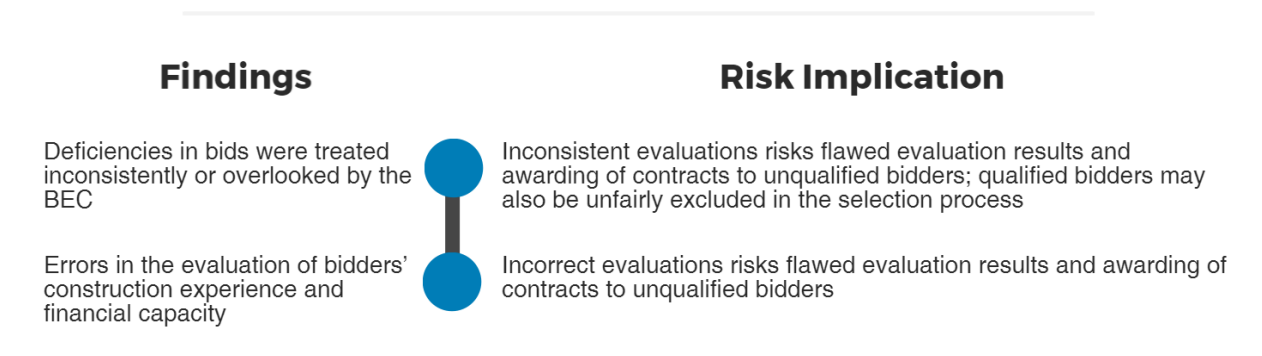 Findings
Risk Implication
Deficiencies in bids were treated
inconsistently or overlooked by the
BEC
Inconsistent evaluations risks flawed evaluation results and
awarding of contracts to unqualified bidders; qualified bidders may
also be unfairly excluded in the selection process
Errors in the evaluation of bidders’
construction experience and
financial capacity
Incorrect evaluations risks flawed evaluation results and awarding of
contracts to unqualified bidders